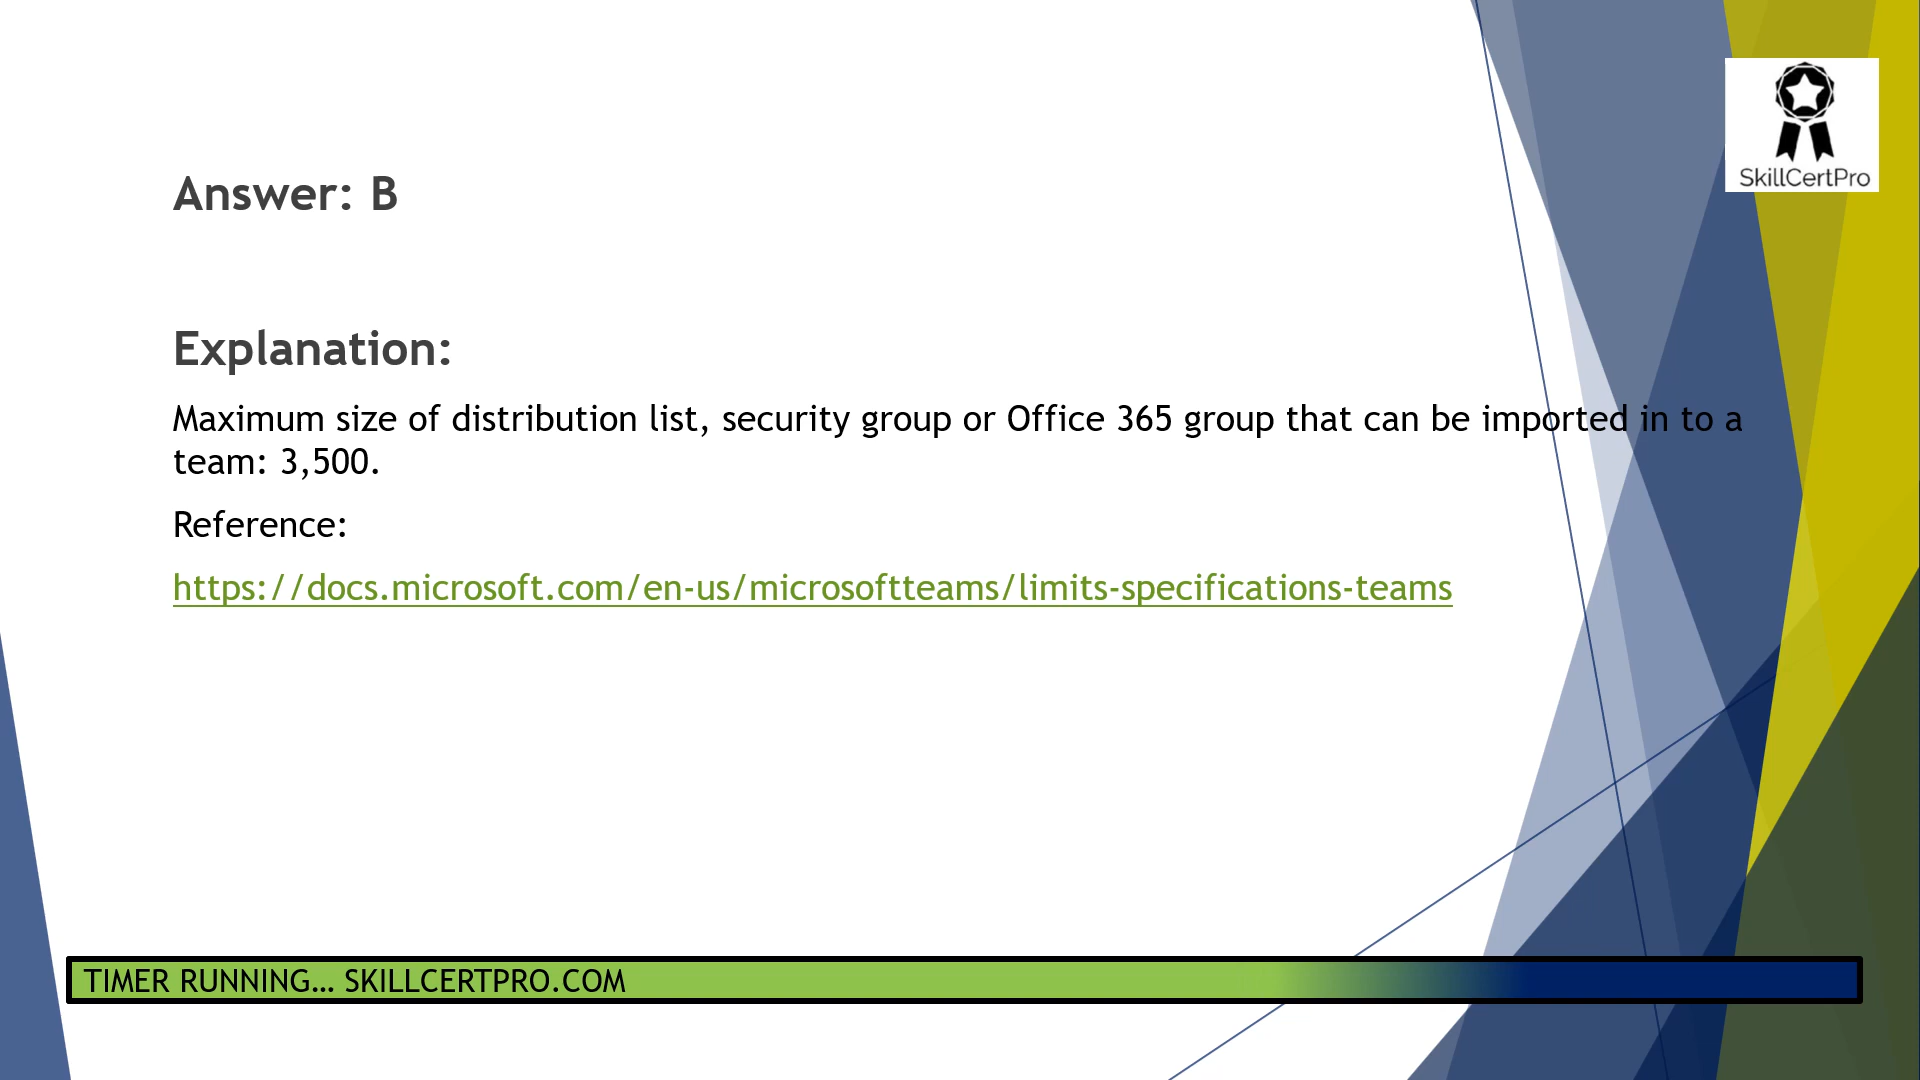 SkillCertPro
Answer: B
Explanation:
Maximum size of distribution list, security group or Office 365 group that can be imported in to a
team: 3,500.
Reference:
https://docs.microsoft.com/en-us/microsoftteams/limits-specifications-teams
TIMER RUNNING… SKILLCERTPRO.COM